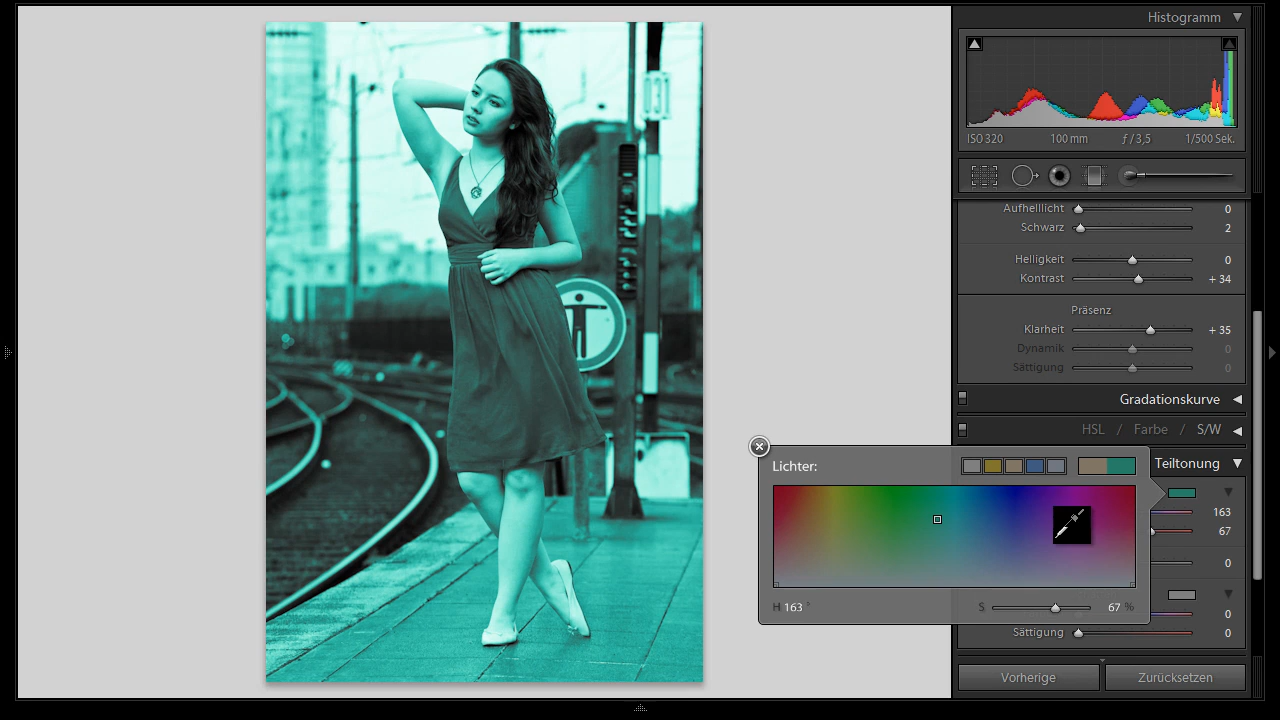 Histogramm
ISO 320 100 mm ƒ / 3,5 1/500 Sek.
Aufhelllicht 0
Schwarz 2
Helligkeit 0
Kontrast + 34
Präsenz
Klarheit + 35
Dynamik 0
Sättigung 0
Gradationskurve
HSL / Farbe / S/W
Teiltonung
Lichter:
163
67
0
H 163 ° S 67 %
0
Sättigung 0
Vorherige Zurücksetzen